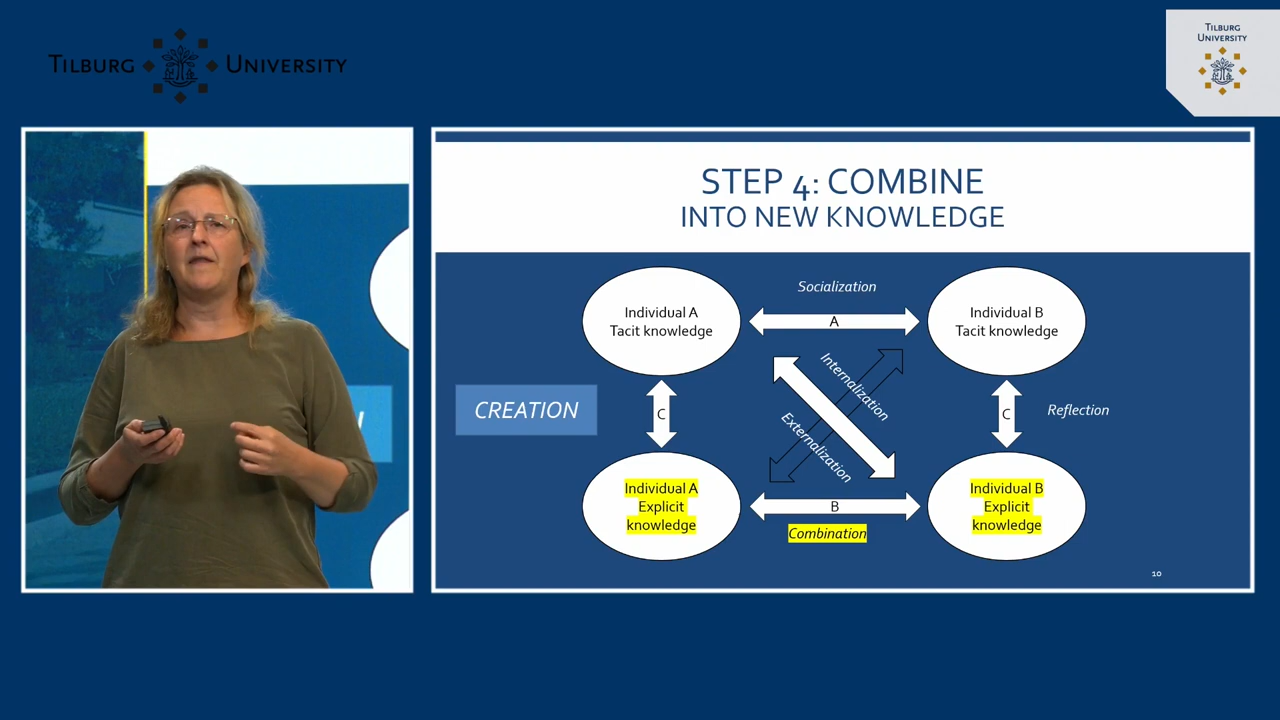 TILBURG UNIVERSITY
TILBURG
UNIVERSITY
STEP 4: COMBINE
INTO NEW KNOWLEDGE
Individual A
Tacit knowledge
Socialization
A
Individual B
Tacit knowledge
CREATION
C
Internalization
Externalization
C
Reflection
Individual A
Explicit
knowledge
B
Combination
Individual B
Explicit
knowledge
10